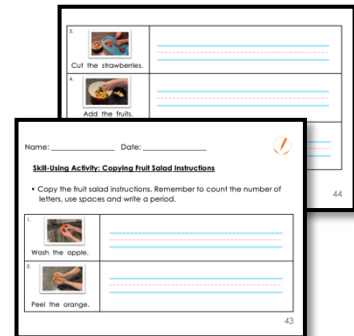 3.
Cut the strawberries.
4.
Add the fruits.
44
Name: ____________ Date: ____________
Skill-Using Activity: Copying Fruit Salad Instructions
• Copy the fruit salad instructions. Remember to count the number of
letters, use spaces and write a period.
1.
Wash the apple.
2.
Peel the orange.
43